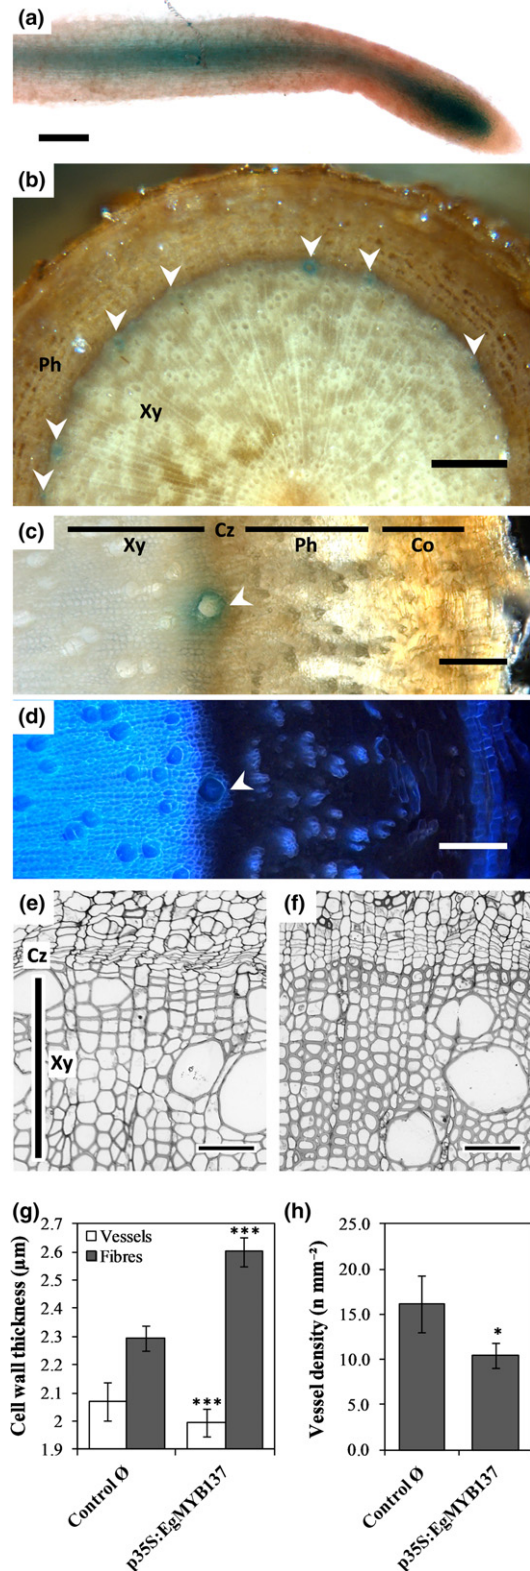 (a)
(b)
Ph
Xy
(c)
Xy Cz Ph Co
(d)
(e) (f)
Cz
Xy
(g)
Cell wall thickness (µm)
2.7
2.6
2.5
2.4
2.3
2.2
2.1
2
1.9
Vessels
Fibres
***
***
Control Ø
p35S:EgMYB137
(h)
Vessel density (n mm⁻²)
25.0
20.0
15.0
10.0
5.0
0.0
*
Control Ø
p35S:EgMYB137